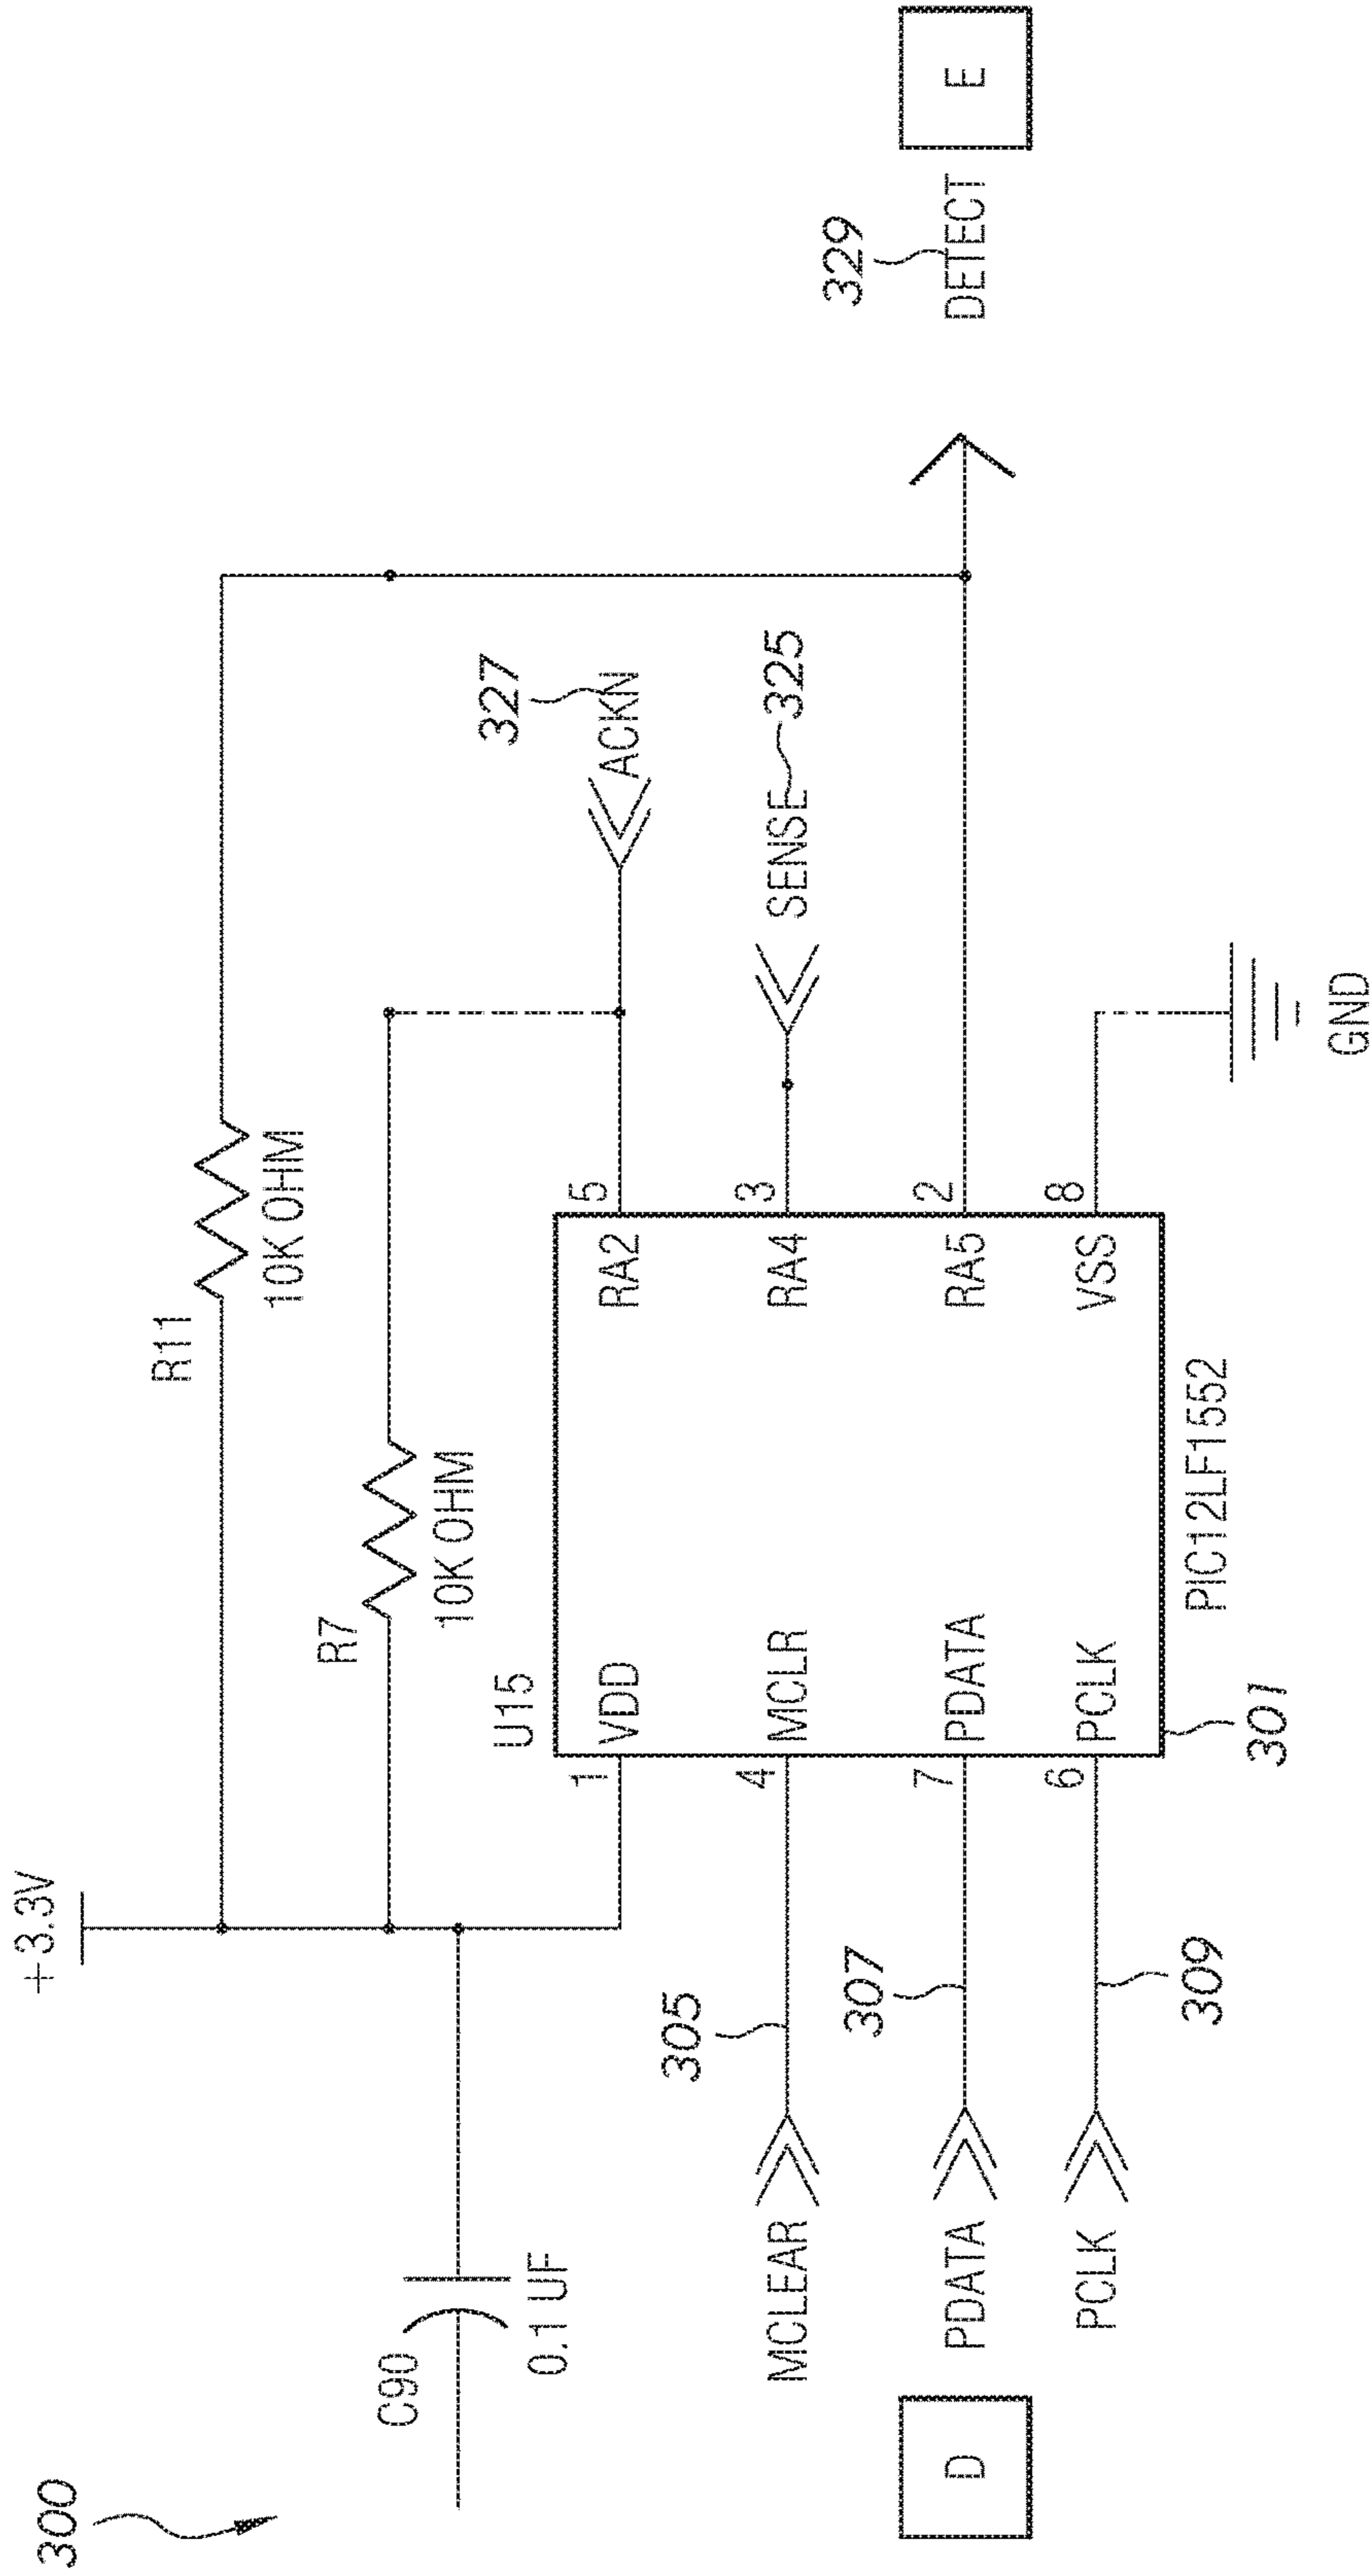 300
+3.3V
R11
10K OHM
C90
0.1 UF
R7
10K OHM
327
ACKN
U15
1
VDD
RA2
5
305
MCLEAR
4
MCLR
RA4
3
SENSE
325
D
307
PDATA
7
PDATA
RA5
2
329
DETECT
E
PCLK
309
6
PCLK
VSS
8
301
PIC12LF1552
GND